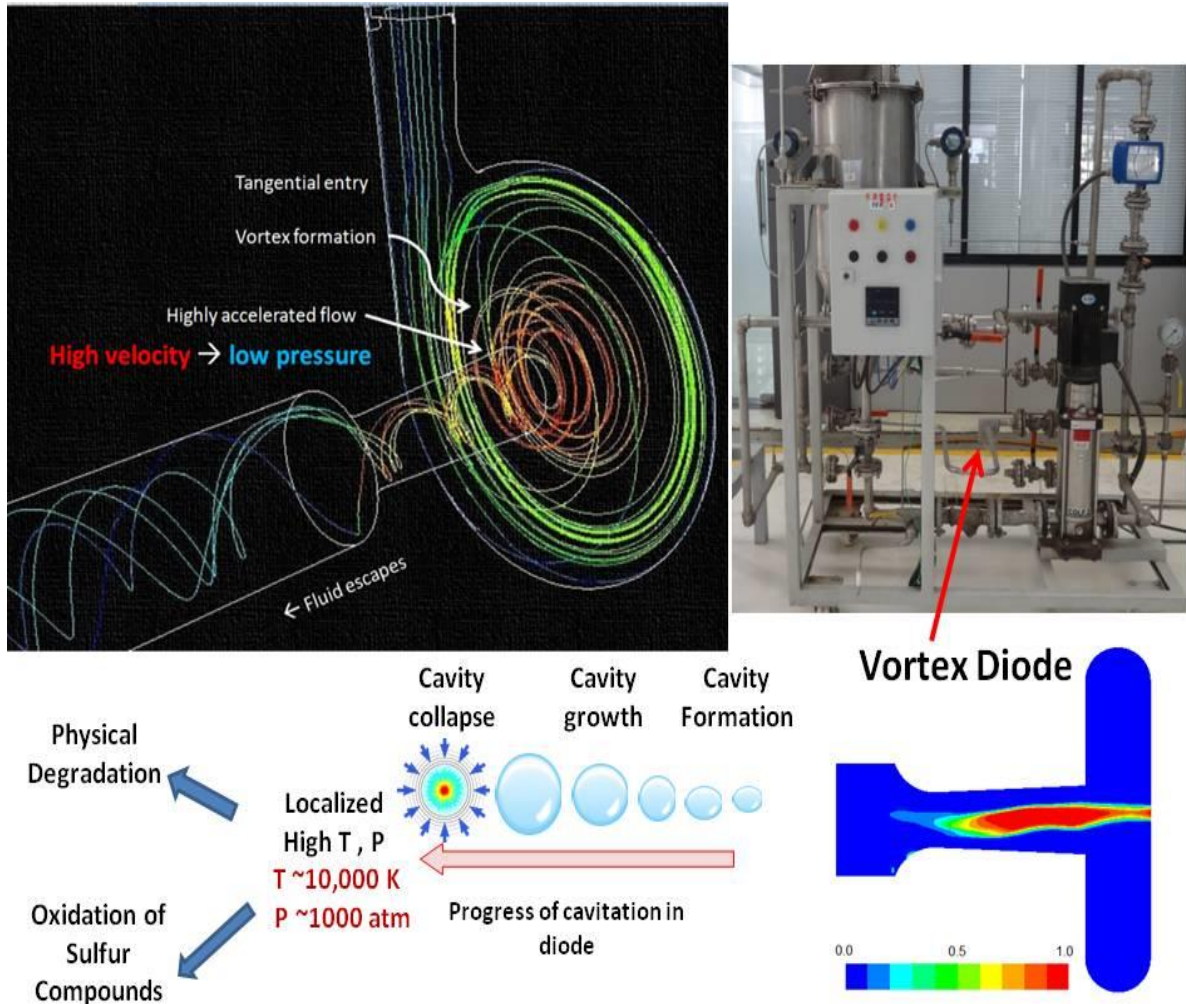 Tangential entry
Vortex formation
Highly accelerated flow
High velocity → low pressure
← Fluid escapes
Vortex Diode
Cavity
collapse
Cavity
growth
Cavity
Formation
Physical
Degradation
Localized
High T , P
T ~10,000 K
P ~1000 atm
Progress of cavitation in
diode
Oxidation of
Sulfur
Compounds
0.0 0.5 1.0